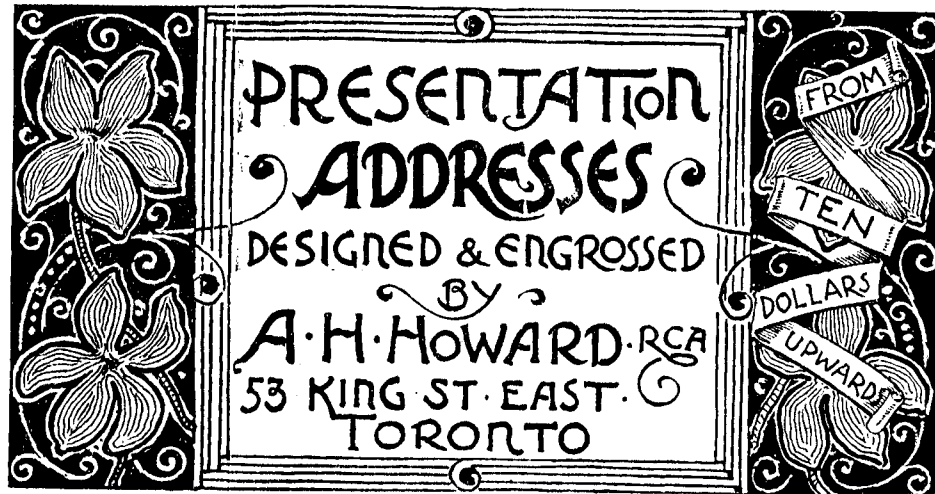 PRESENTATION
ADDRESSES
DESIGNED & ENGROSSED
BY
A·H·HOWARD·RCA
53 KING·ST·EAST·
TORONTO
FROM
TEN
DOLLARS
UPWARDS